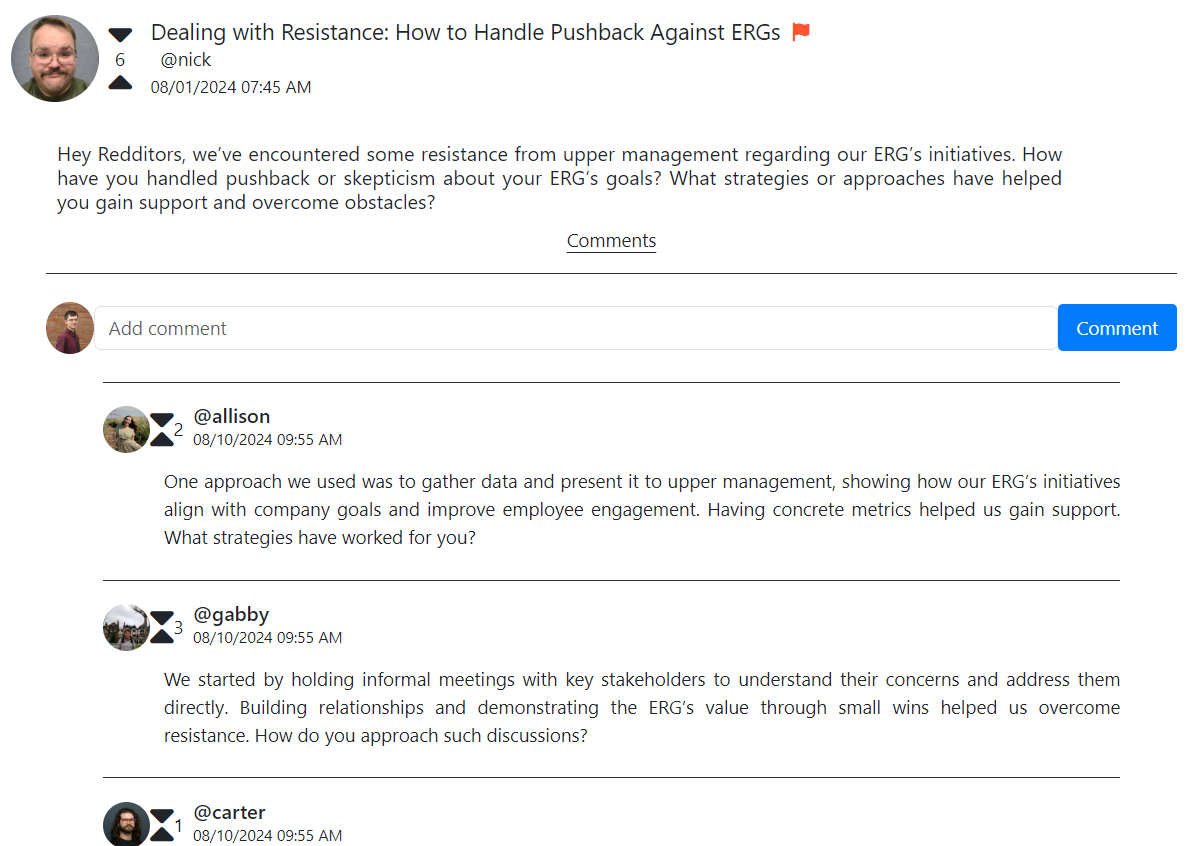 Dealing with Resistance: How to Handle Pushback Against ERGs
6
@nick
08/01/2024 07:45 AM
Hey Redditors, we’ve encountered some resistance from upper management regarding our ERG’s initiatives. How
have you handled pushback or skepticism about your ERG’s goals? What strategies or approaches have helped
you gain support and overcome obstacles?
Comments
Add comment
Comment
@allison
2
08/10/2024 09:55 AM
One approach we used was to gather data and present it to upper management, showing how our ERG’s initiatives
align with company goals and improve employee engagement. Having concrete metrics helped us gain support.
What strategies have worked for you?
@gabby
3
08/10/2024 09:55 AM
We started by holding informal meetings with key stakeholders to understand their concerns and address them
directly. Building relationships and demonstrating the ERG’s value through small wins helped us overcome
resistance. How do you approach such discussions?
@carter
1
08/10/2024 09:55 AM